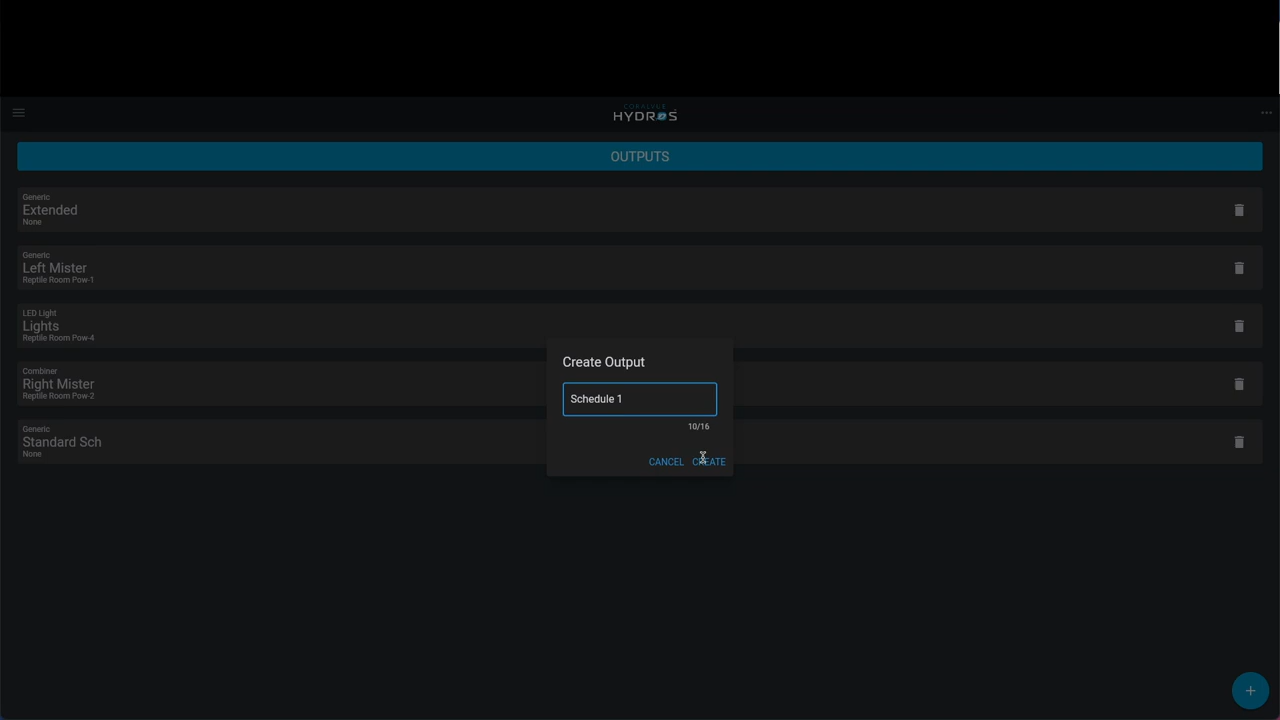 CORALVUE
HYDROS
OUTPUTS
Generic
Extended
None
Generic
Left Mister
Reptile Room Pow-1
LED Light
Lights
Reptile Room Pow-4
Combiner
Right Mister
Reptile Room Pow-2
Generic
Standard Sch
None
Create Output
Schedule 1
10/16
CANCEL CREATE